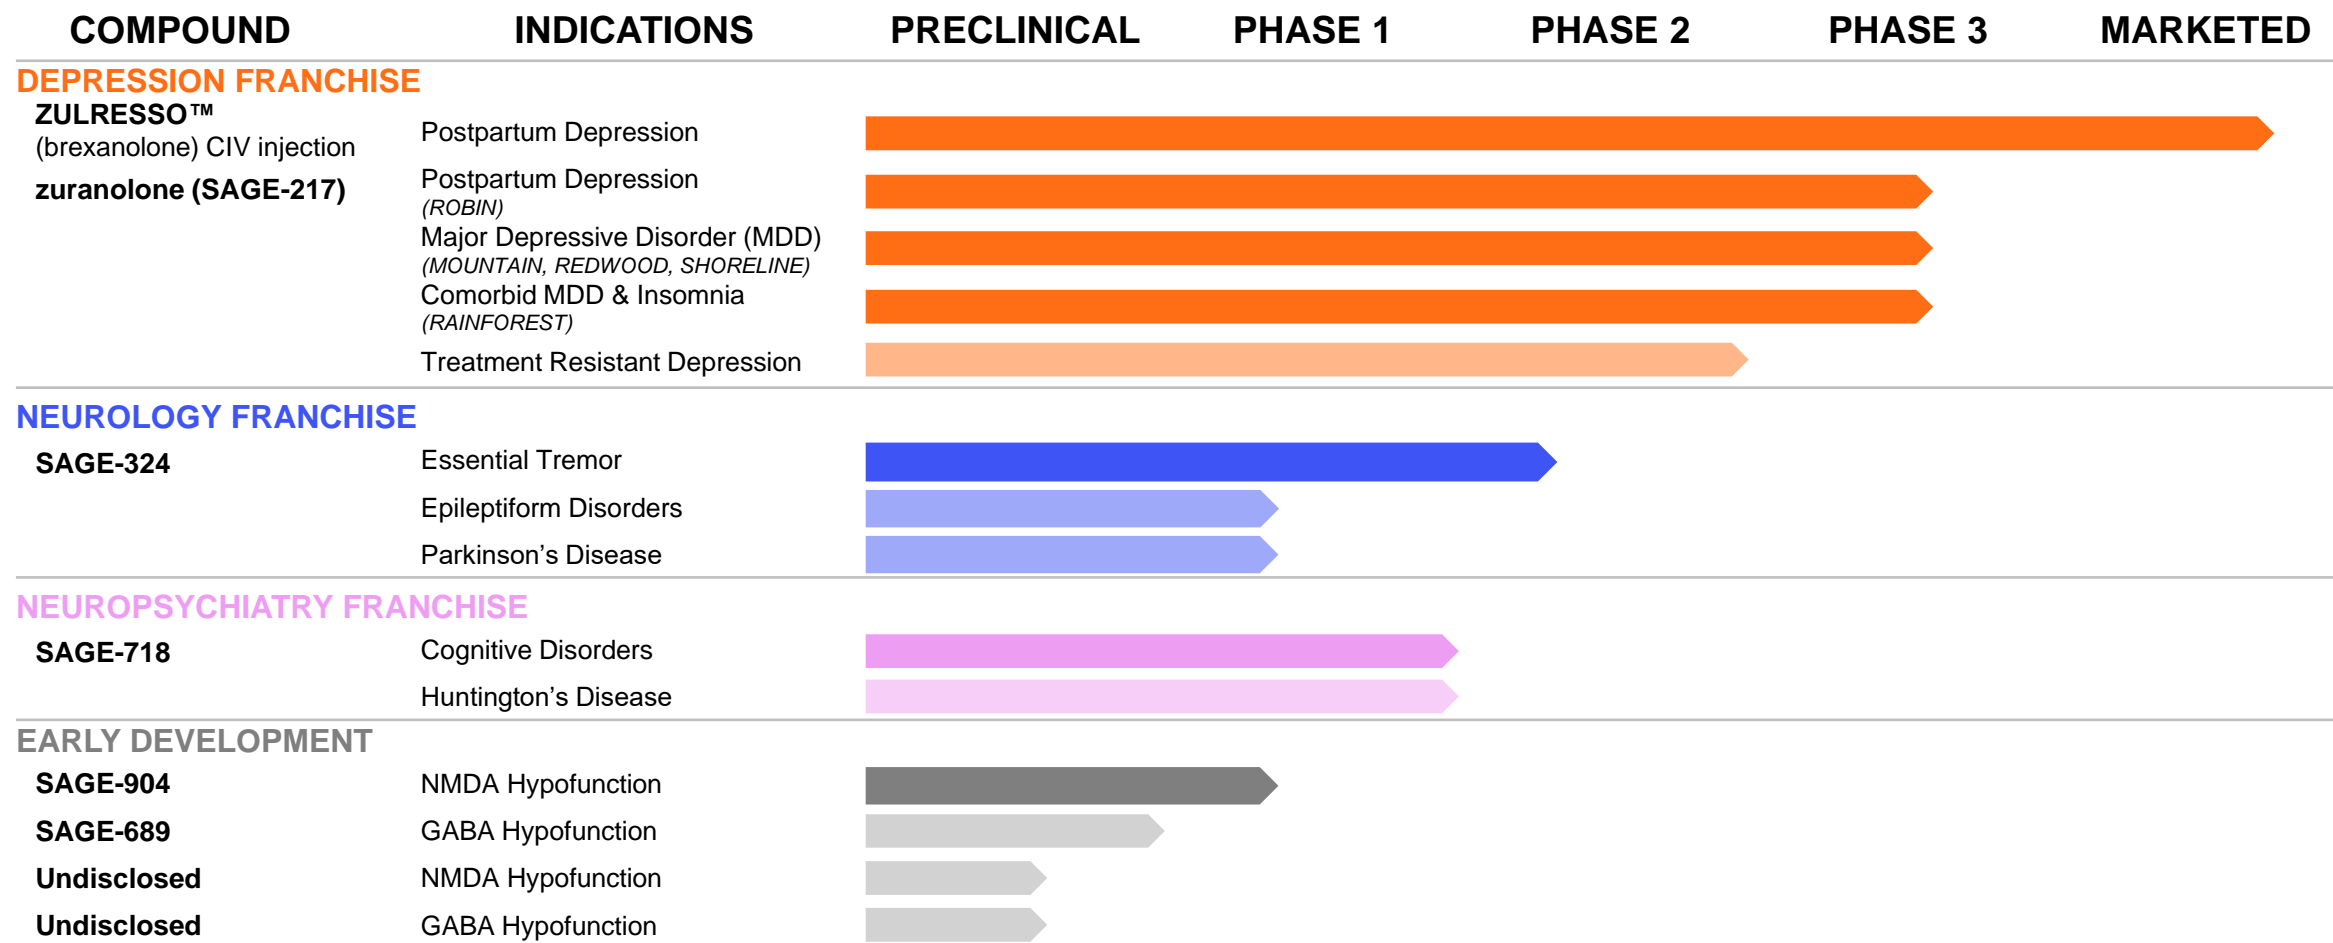 COMPOUND INDICATIONS PRECLINICAL PHASE 1 PHASE 2 PHASE 3 MARKETED
DEPRESSION FRANCHISE
ZULRESSO™
(brexanolone) CIV injection
Postpartum Depression
zuranolone (SAGE-217)
Postpartum Depression
(ROBIN)
Major Depressive Disorder (MDD)
(MOUNTAIN, REDWOOD, SHORELINE)
Comorbid MDD & Insomnia
(RAINFOREST)
Treatment Resistant Depression
NEUROLOGY FRANCHISE
SAGE-324 Essential Tremor
Epileptiform Disorders
Parkinson’s Disease
NEUROPSYCHIATRY FRANCHISE
SAGE-718 Cognitive Disorders
Huntington’s Disease
EARLY DEVELOPMENT
SAGE-904 NMDA Hypofunction
SAGE-689 GABA Hypofunction
Undisclosed NMDA Hypofunction
Undisclosed GABA Hypofunction